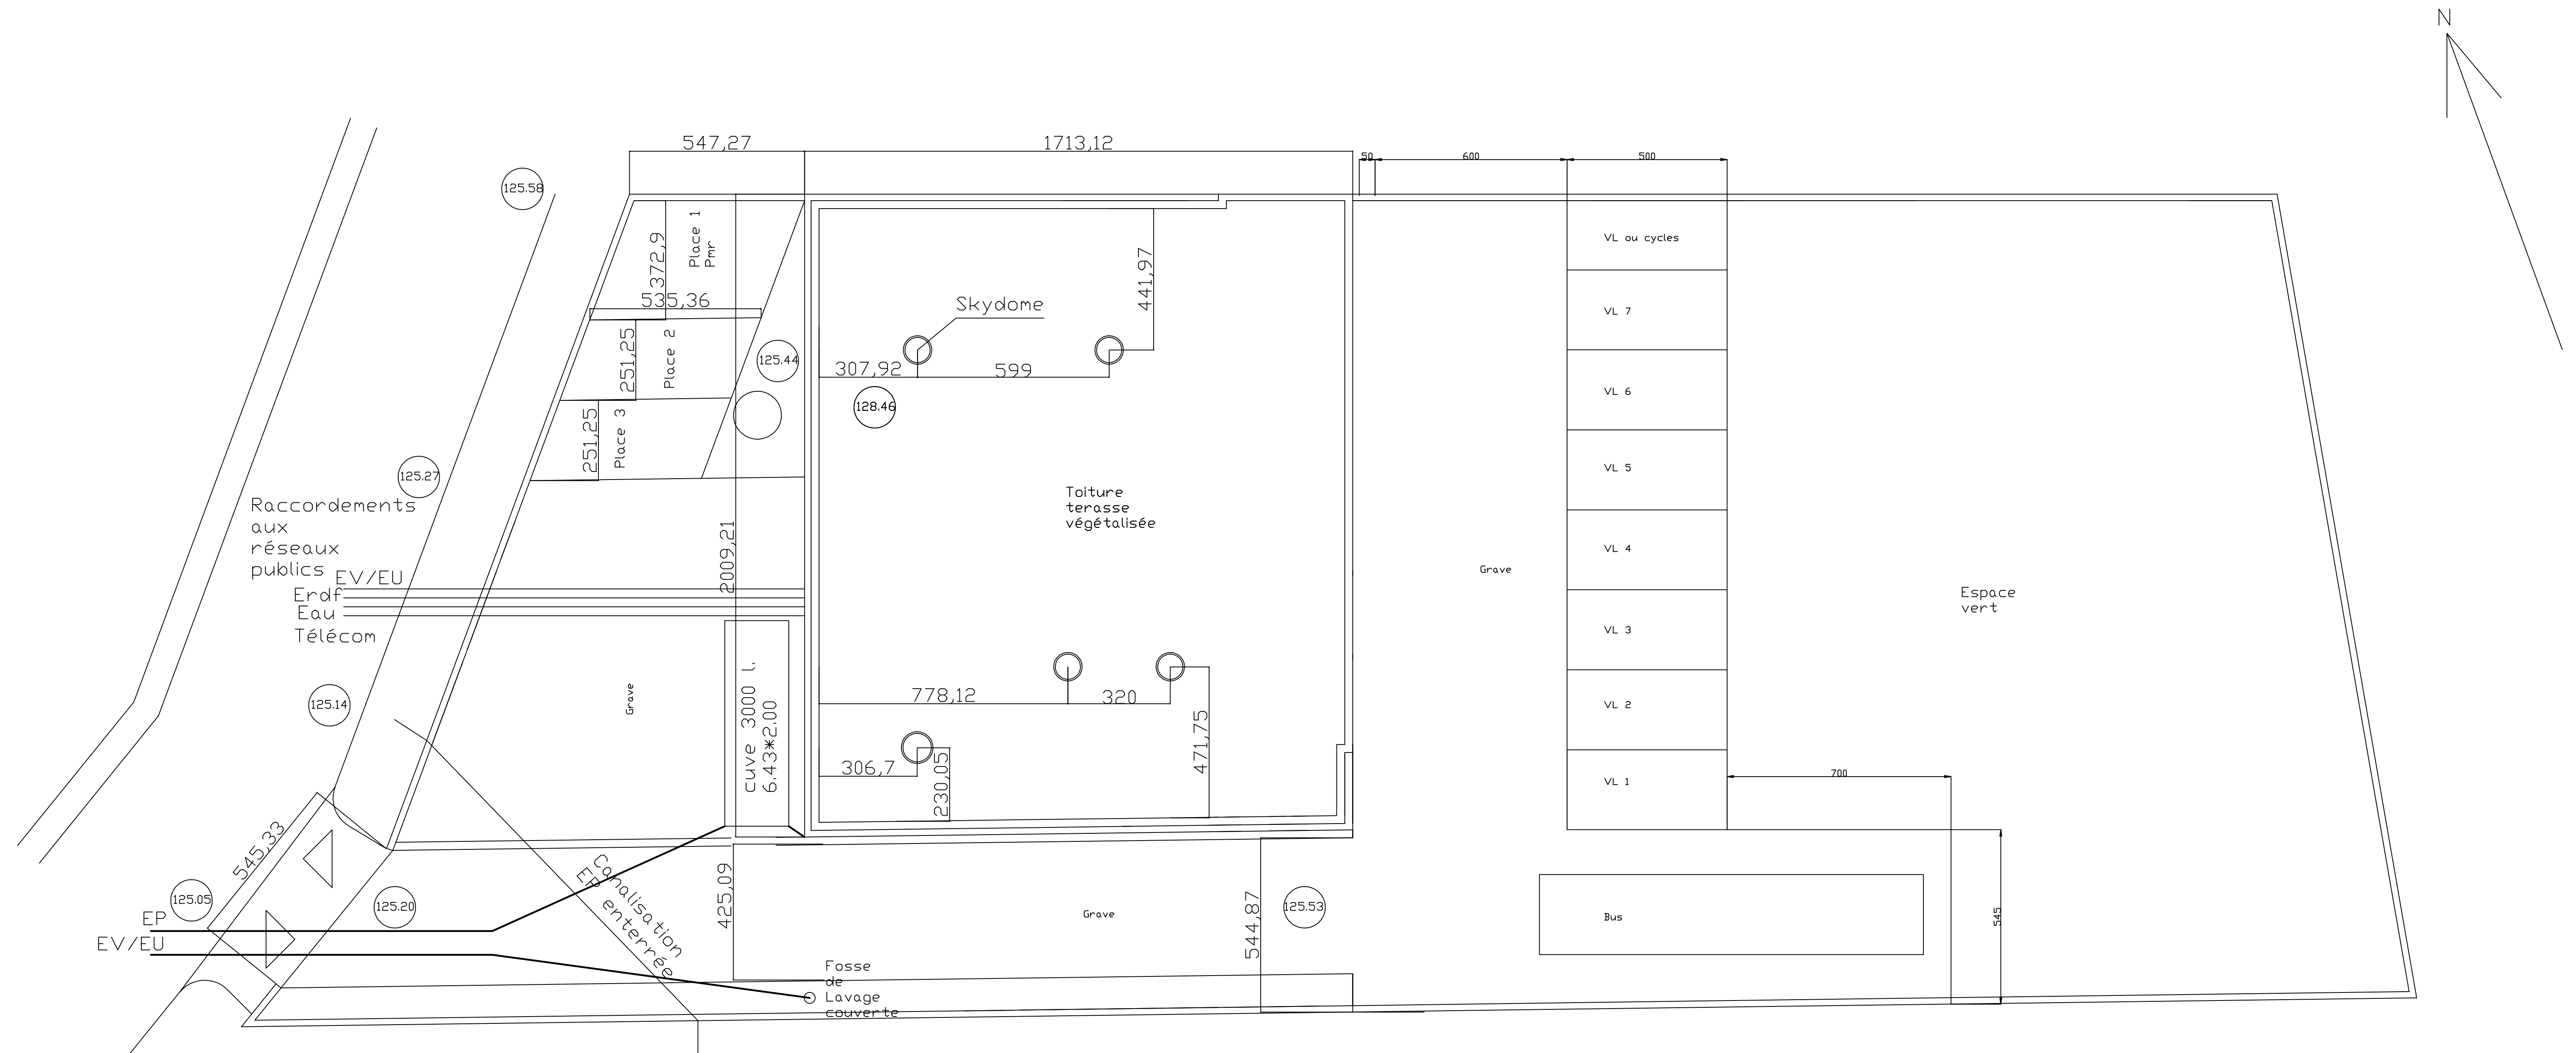 N
547,27
1713,12
50
600
500
125.58
372,9
Place 1
Pmr
535,36
251,25
Place 2
251,25
Place 3
125.44
Skydome
441,97
307,92
599
128.46
VL ou cycles
VL 7
VL 6
VL 5
VL 4
VL 3
VL 2
VL 1
125.27
Raccordements
aux
réseaux
publics
EV/EU
Erdf
Eau
Télécom
2009,21
Toiture
terasse
végétalisée
Grave
Espace
vert
125.14
Grave
cuve 3000 l.
6.43*2.00
778,12
320
471,75
306,7
230,05
700
545,33
125.05
125.20
EP
EV/EU
Canalisation
EP enterrée
425,09
Grave
544,87
125.53
Bus
545
Fosse
de
Lavage
couverte